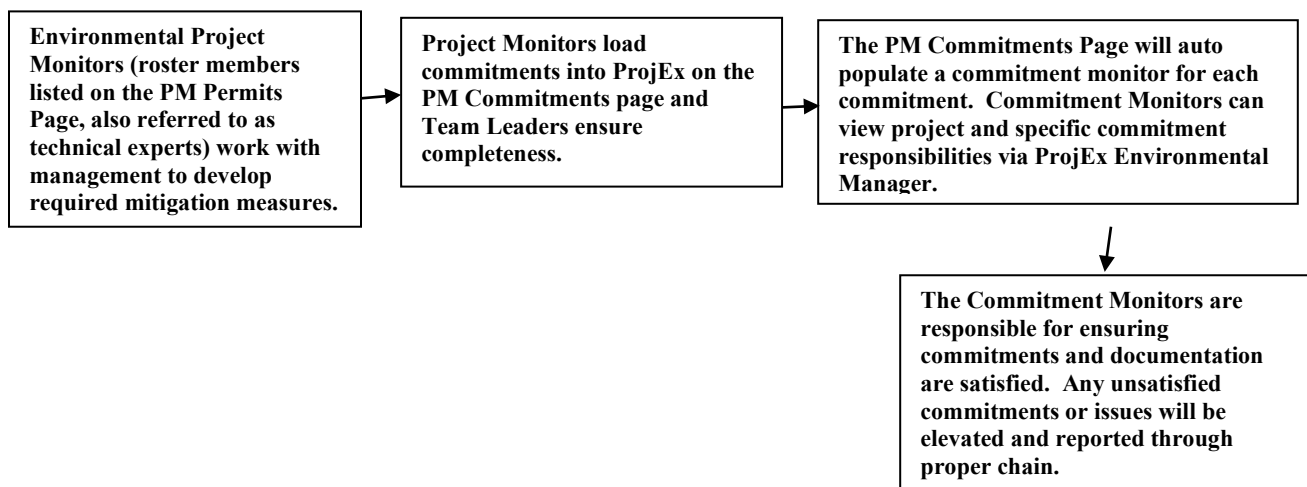 Environmental Project
Monitors (roster members
listed on the PM Permits
Page, also referred to as
technical experts) work with
management to develop
required mitigation measures.
Project Monitors load
commitments into ProjEx on the
PM Commitments page and
Team Leaders ensure
completeness.
The PM Commitments Page will auto
populate a commitment monitor for each
commitment.  Commitment Monitors can
view project and specific commitment
responsibilities via ProjEx Environmental
Manager.
The Commitment Monitors are
responsible for ensuring
commitments and documentation
are satisfied.  Any unsatisfied
commitments or issues will be
elevated and reported through
proper chain.